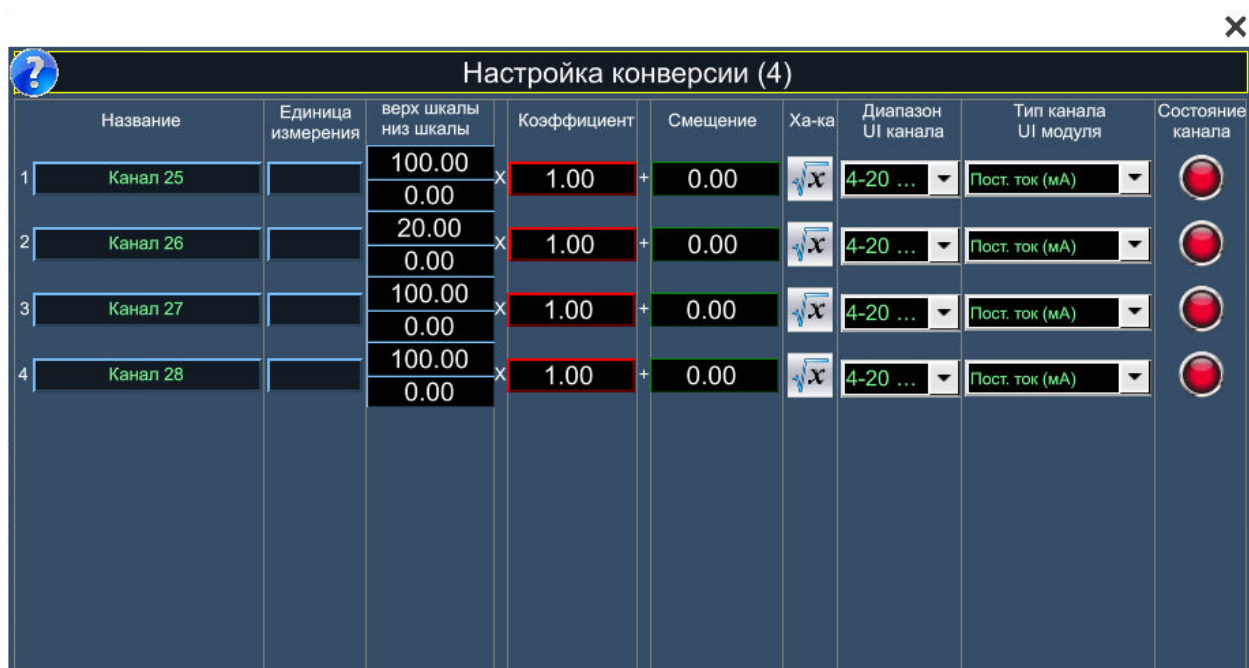 Настройка конверсии (4)
Название
Единица
измерения
верх шкалы
низ шкалы
Коэффициент
Смещение
Ха-ка
Диапазон
UI канала
Тип канала
UI модуля
Состояние
канала
1 Канал 25 100.00 0.00 X 1.00 + 0.00 √x 4-20 ... Пост. ток (мА)
2 Канал 26 20.00 0.00 X 1.00 + 0.00 √x 4-20 ... Пост. ток (мА)
3 Канал 27 100.00 0.00 X 1.00 + 0.00 √x 4-20 ... Пост. ток (мА)
4 Канал 28 100.00 0.00 X 1.00 + 0.00 √x 4-20 ... Пост. ток (мА)